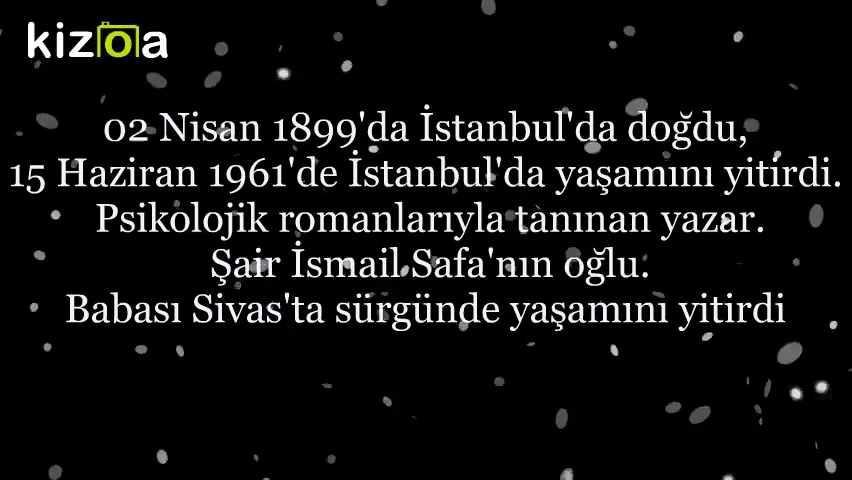 kizoa
02 Nisan 1899'da İstanbul'da doğdu,
15 Haziran 1961'de İstanbul'da yaşamını yitirdi.
Psikolojik romanlarıyla tanınan yazar.
Şair İsmail Safa'nın oğlu.
Babası Sivas'ta sürgünde yaşamını yitirdi